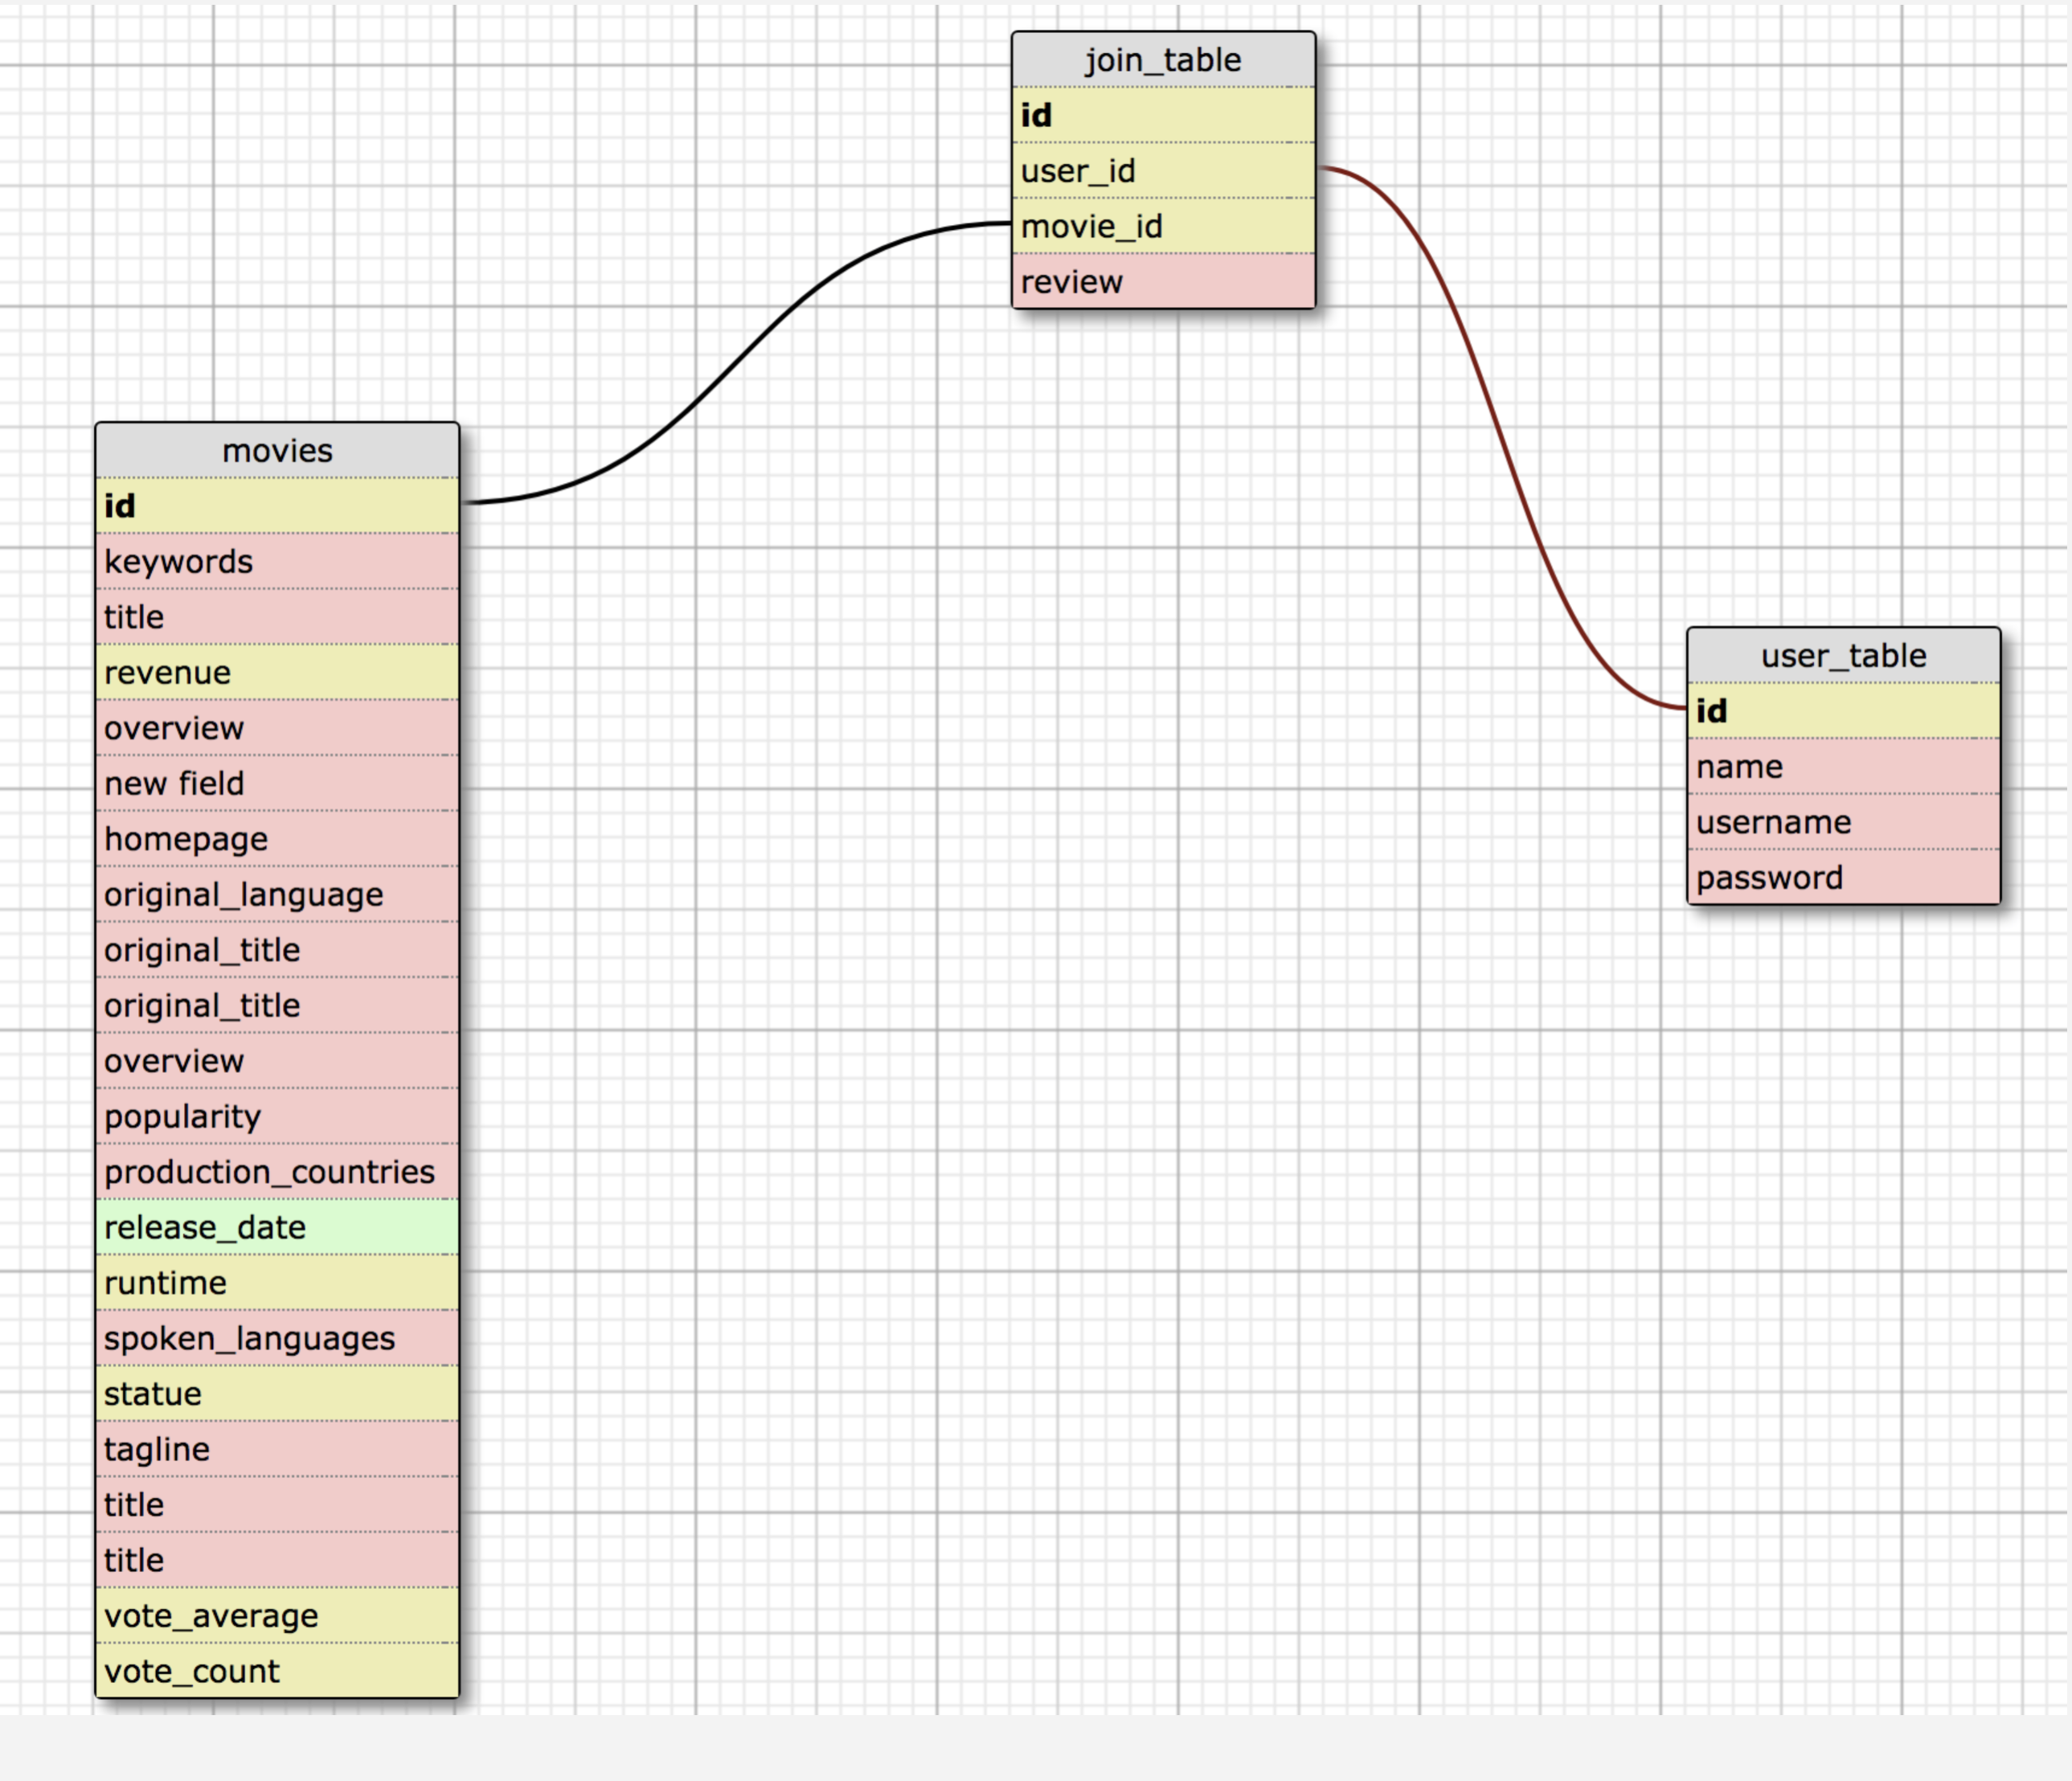 join_table
id
user_id
movie_id
review
movies
id
keywords
title
revenue
overview
new field
homepage
original_language
original_title
original_title
overview
popularity
production_countries
release_date
runtime
spoken_languages
statue
tagline
title
title
vote_average
vote_count
user_table
id
name
username
password